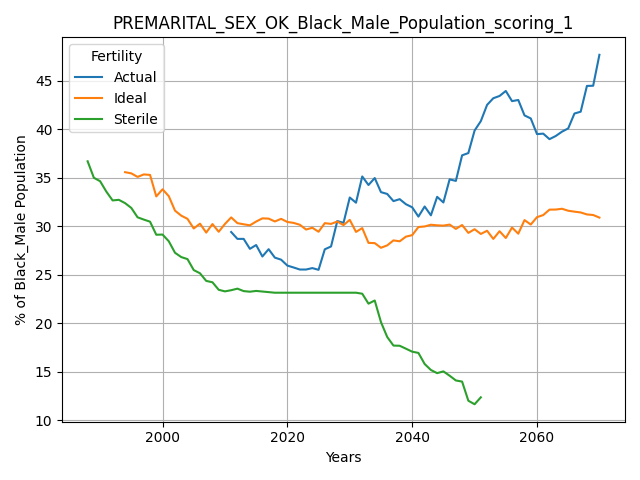 PREMARITAL_SEX_OK_Black_Male_Population_scoring_1
Fertility
Actual
Ideal
Sterile
% of Black_Male Population
45
40
35
30
25
20
15
10
2000
2020
2040
2060
Years